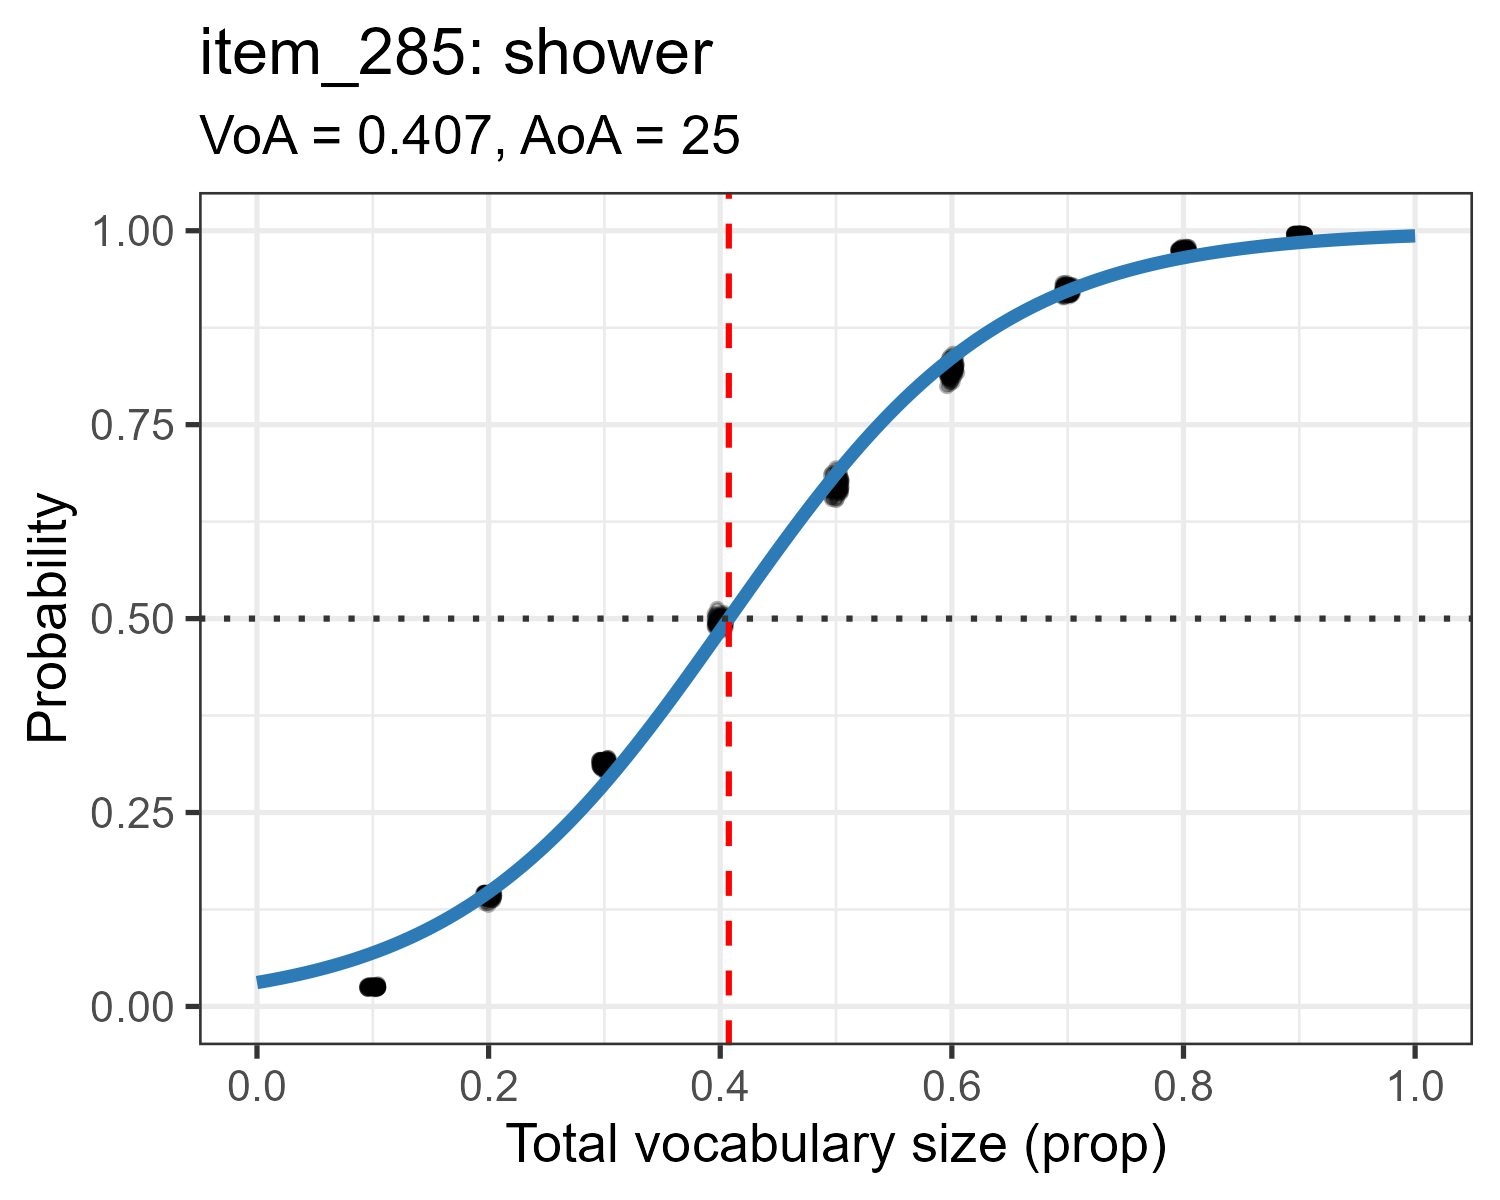 item_285: shower
VoA = 0.407, AoA = 25
1.00
0.75
0.50
0.25
0.00
Probability
0.0 0.2 0.4 0.6 0.8 1.0
Total vocabulary size (prop)